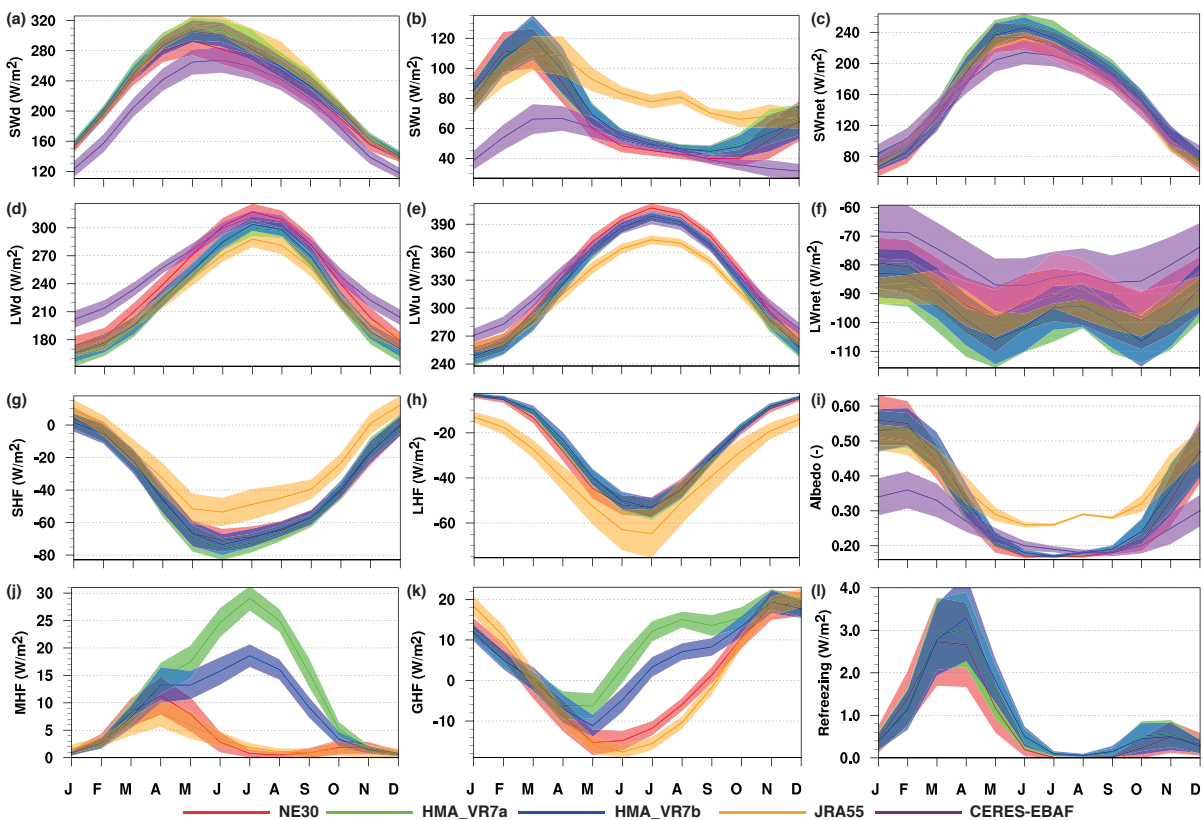 (a)
SWd (W/m²)
320
280
240
200
160
120
(b)
SWu (W/m²)
120
100
80
60
40
(c)
SWnet (W/m²)
240
200
160
120
80
(d)
LWd (W/m²)
300
270
240
210
180
(e)
LWu (W/m²)
390
360
330
300
270
240
(f)
LWnet (W/m²)
-60
-70
-80
-90
-100
-110
(g)
SHF (W/m²)
0
-20
-40
-60
-80
(h)
LHF (W/m²)
-20
-40
-60
(i)
Albedo (-)
0.60
0.50
0.40
0.30
0.20
(j)
MHF (W/m²)
30
25
20
15
10
5
0
J F M A M J J A S O N D
(k)
GHF (W/m²)
20
10
0
-10
J F M A M J J A S O N D
(l)
Refreezing (W/m²)
4.0
3.0
2.0
1.0
0.0
J F M A M J J A S O N D
NE30 HMA_VR7a HMA_VR7b JRA55 CERES-EBAF